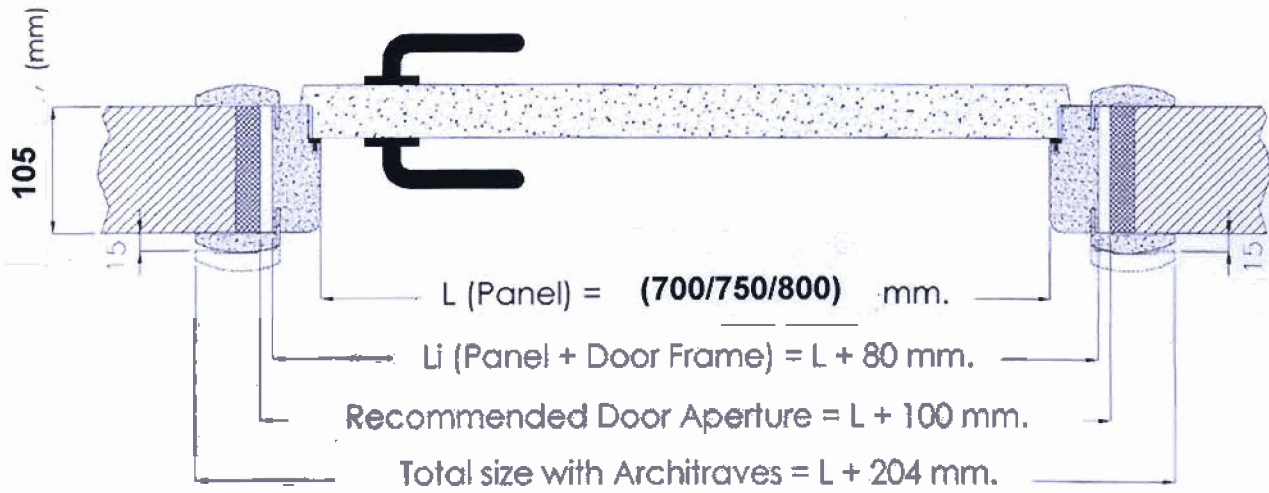 (mm)
105
15
15
L (Panel) = (700/750/800) mm.
Li (Panel + Door Frame) = L + 80 mm.
Recommended Door Aperture = L + 100 mm.
Total size with Architraves = L + 204 mm.